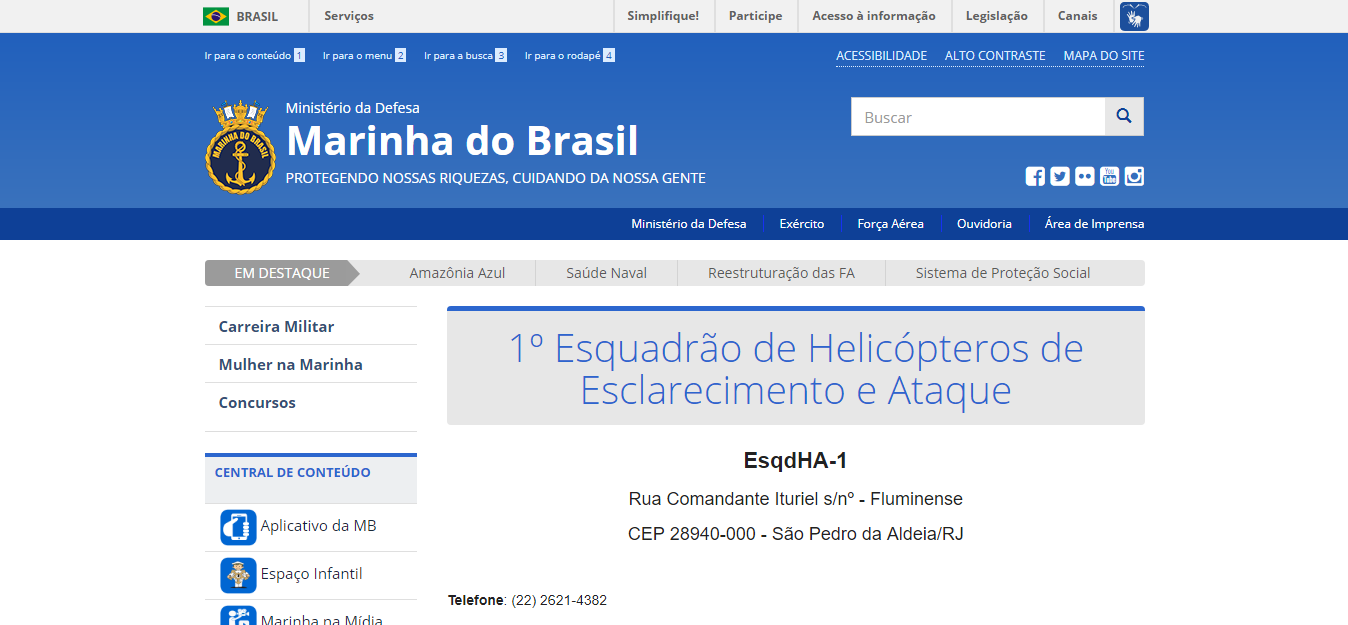 BRASIL Serviços Simplifique! Participe Acesso à informação Legislação Canais
Ir para o conteúdo 1 Ir para o menu 2 Ir para a busca 3 Ir para o rodapé 4
ACESSIBILIDADE ALTO CONTRASTE MAPA DO SITE
MARINHA DO BRASIL
Ministério da Defesa
Marinha do Brasil
PROTEGENDO NOSSAS RIQUEZAS, CUIDANDO DA NOSSA GENTE
Buscar
You
Tube
Ministério da Defesa Exército Força Aérea Ouvidoria Área de Imprensa
EM DESTAQUE Amazônia Azul Saúde Naval Reestruturação das FA Sistema de Proteção Social
Carreira Militar
Mulher na Marinha
Concursos
CENTRAL DE CONTEÚDO
Aplicativo da MB
Espaço Infantil
Marinha na Mídia
1º Esquadrão de Helicópteros de
Esclarecimento e Ataque
EsqdHA-1
Rua Comandante Ituriel s/nº - Fluminense
CEP 28940-000 - São Pedro da Aldeia/RJ
Telefone: (22) 2621-4382